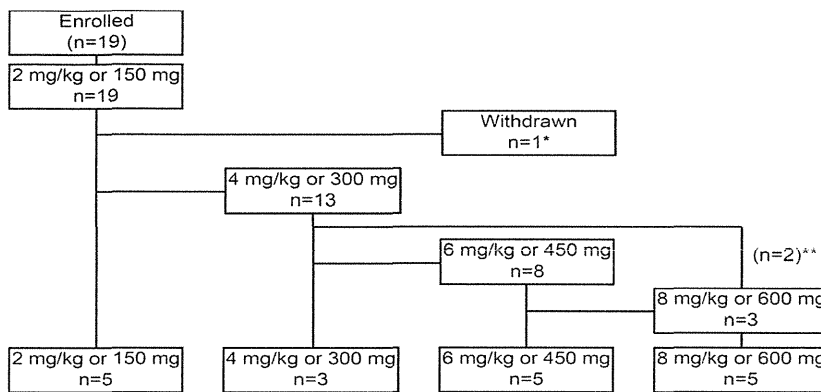 Enrolled
(n=19)
2 mg/kg or 150 mg
n=19
Withdrawn
n=1*
4 mg/kg or 300 mg
n=13
6 mg/kg or 450 mg
n=8
(n=2)**
8 mg/kg or 600 mg
n=3
2 mg/kg or 150 mg
n=5
4 mg/kg or 300 mg
n=3
6 mg/kg or 450 mg
n=5
8 mg/kg or 600 mg
n=5